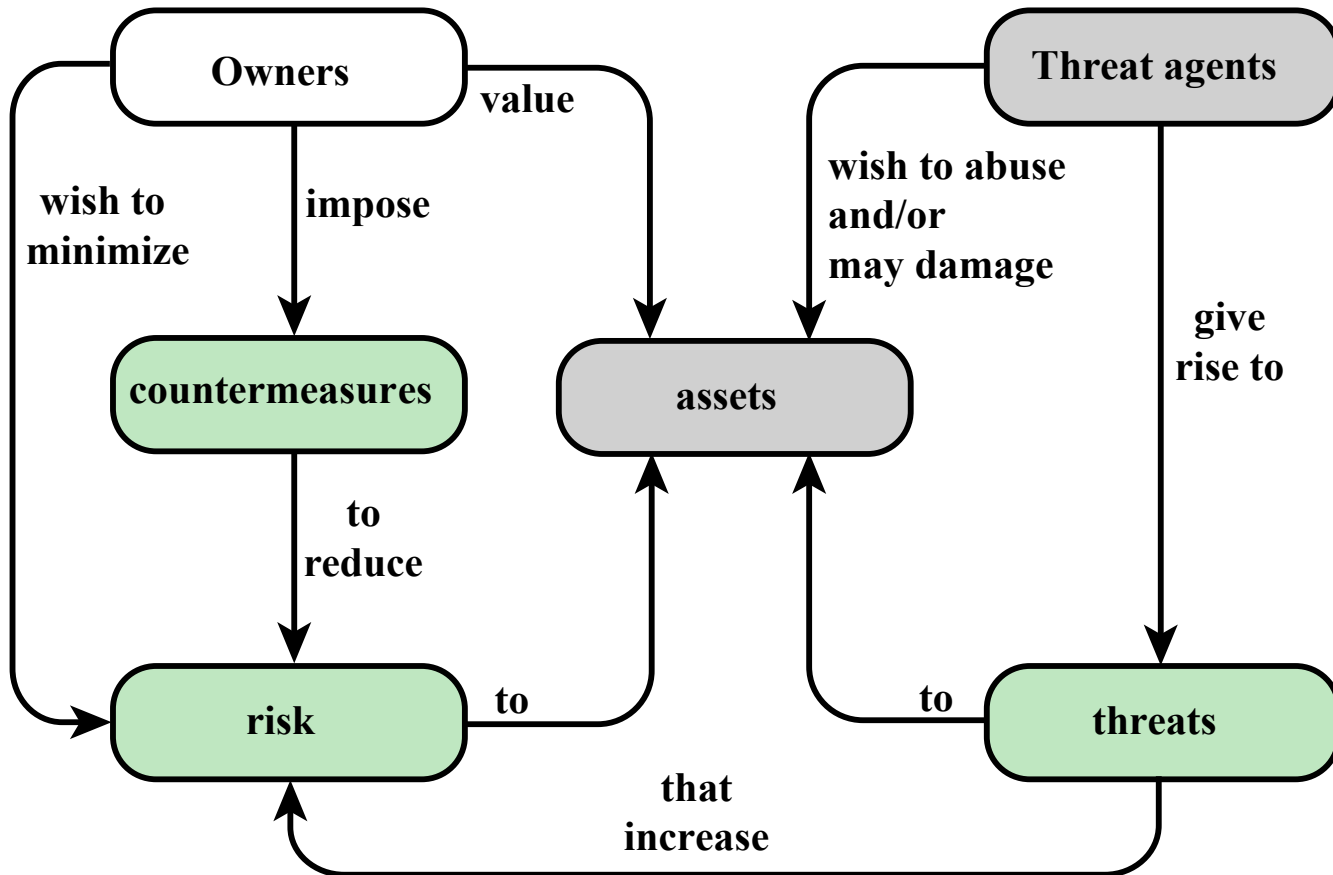 Owners
Threat agents
value
wish to
minimize
impose
wish to abuse
and/or
may damage
give
rise to
countermeasures
assets
to
reduce
risk
to
to
threats
that
increase